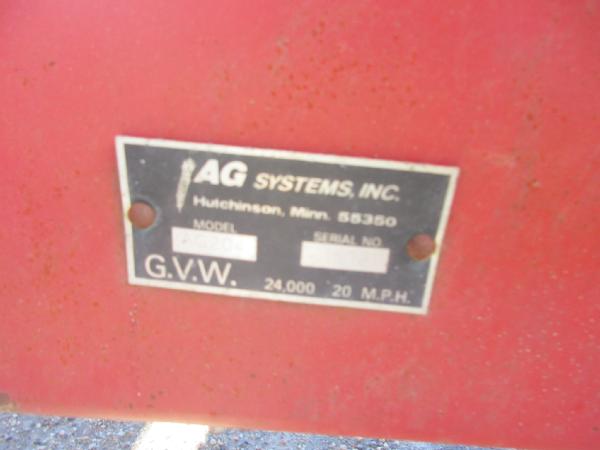 AG SYSTEMS, INC.
Hutchinson, Minn. 55350
MODEL SERIAL NO
G.V.W. 24,000 20 M.P.H.